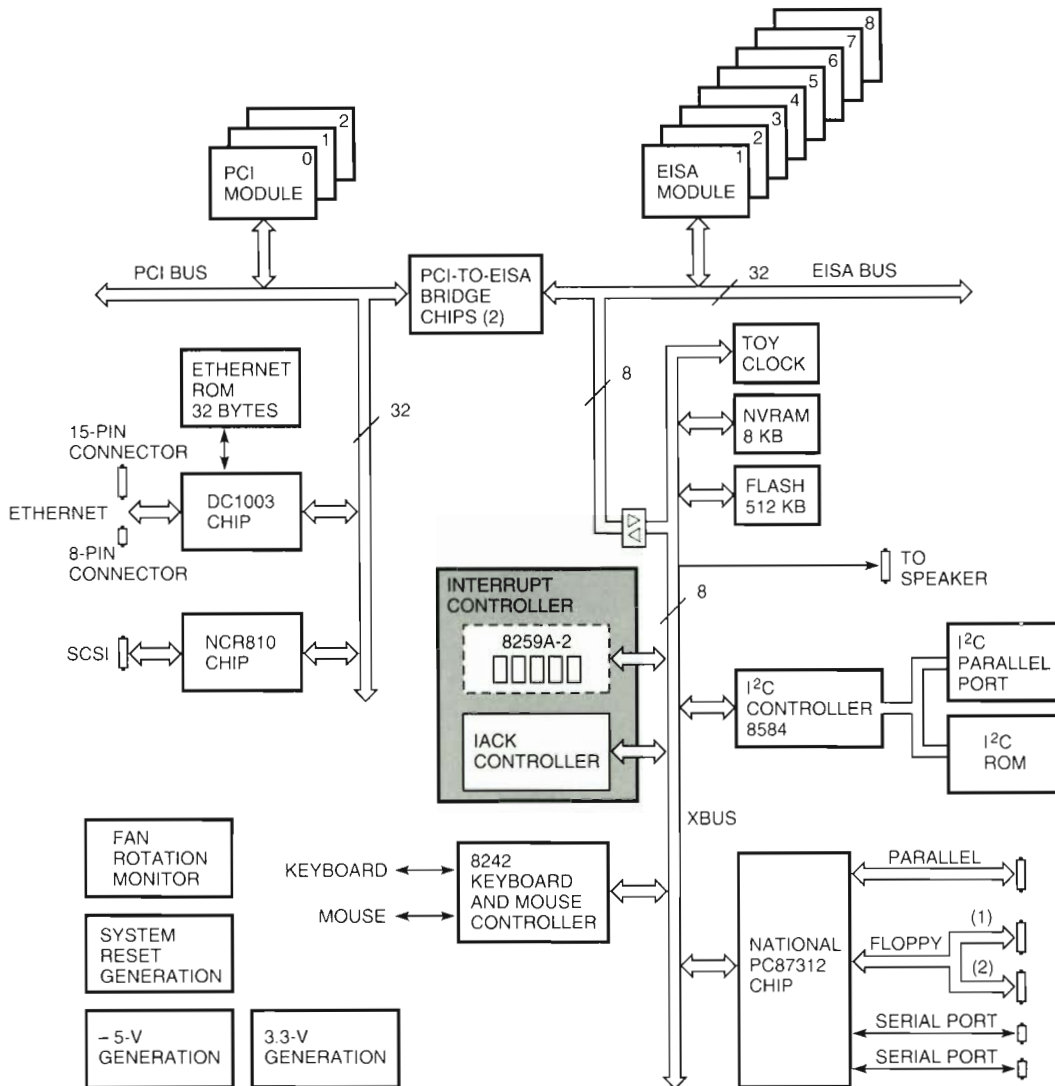 8
7
6
5
4
3
2
1
EISA
MODULE
2
1
0
PCI
MODULE
PCI BUS
PCI-TO-EISA
BRIDGE
CHIPS (2)
32
EISA BUS
TOY
CLOCK
8
ETHERNET
ROM
32 BYTES
32
NVRAM
8 KB
15-PIN
CONNECTOR
FLASH
512 KB
DC1003
CHIP
ETHERNET
8-PIN
CONNECTOR
TO
SPEAKER
INTERRUPT
CONTROLLER
8
8259A-2
NCR810
CHIP
SCSI
I²C
PARALLEL
PORT
I²C
CONTROLLER
8584
IACK
CONTROLLER
I²C
ROM
XBUS
FAN
ROTATION
MONITOR
KEYBOARD
MOUSE
8242
KEYBOARD
AND MOUSE
CONTROLLER
PARALLEL
SYSTEM
RESET
GENERATION
NATIONAL
PC87312
CHIP
FLOPPY
(1)
(2)
SERIAL PORT
SERIAL PORT
– 5-V
GENERATION
3.3-V
GENERATION